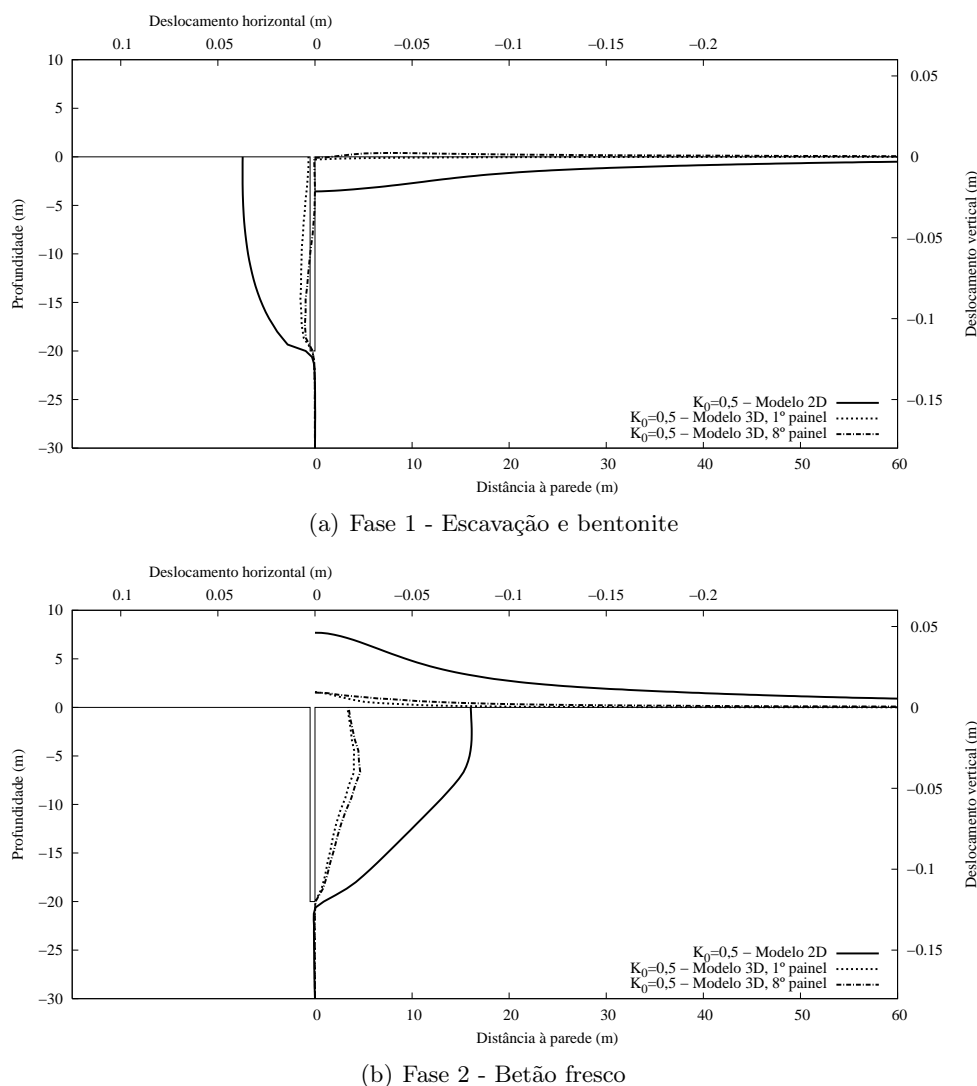 Deslocamento horizontal (m)
0.1 0.05 0 −0.05 −0.1 −0.15 −0.2
10
5
0
−5
−10
−15
−20
−25
−30
Profundidade (m)
0.05
0
−0.05
−0.1
−0.15
Deslocamento vertical (m)
K0=0,5 – Modelo 2D
K0=0,5 – Modelo 3D, 1º painel
K0=0,5 – Modelo 3D, 8º painel
0 10 20 30 40 50 60
Distância à parede (m)
(a) Fase 1 - Escavação e bentonite
Deslocamento horizontal (m)
0.1 0.05 0 −0.05 −0.1 −0.15 −0.2
10
5
0
−5
−10
−15
−20
−25
−30
Profundidade (m)
0.05
0
−0.05
−0.1
−0.15
Deslocamento vertical (m)
K0=0,5 – Modelo 2D
K0=0,5 – Modelo 3D, 1º painel
K0=0,5 – Modelo 3D, 8º painel
0 10 20 30 40 50 60
Distância à parede (m)
(b) Fase 2 - Betão fresco